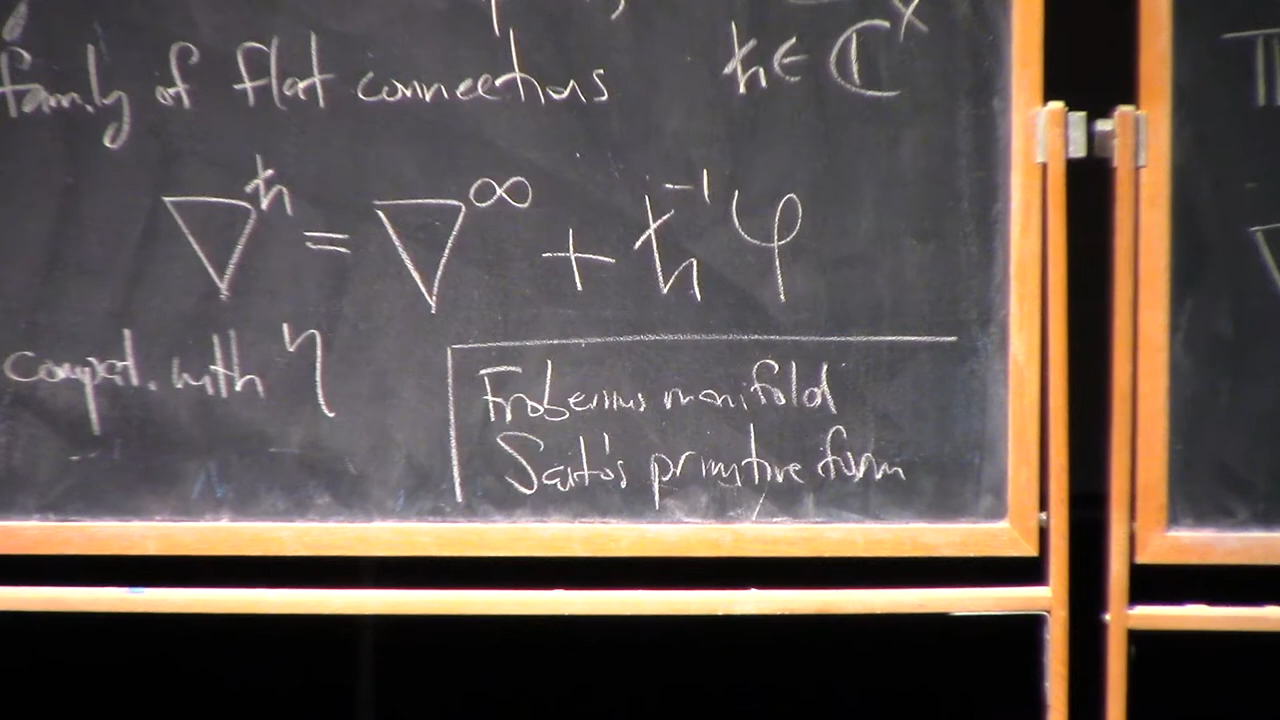 family of flat connections ℏ ∈ ℂ^×
∇^ℏ = ∇^∞ + ℏ^{-1} φ
compat. with η
Frobenius manifold
Saito's primitive form